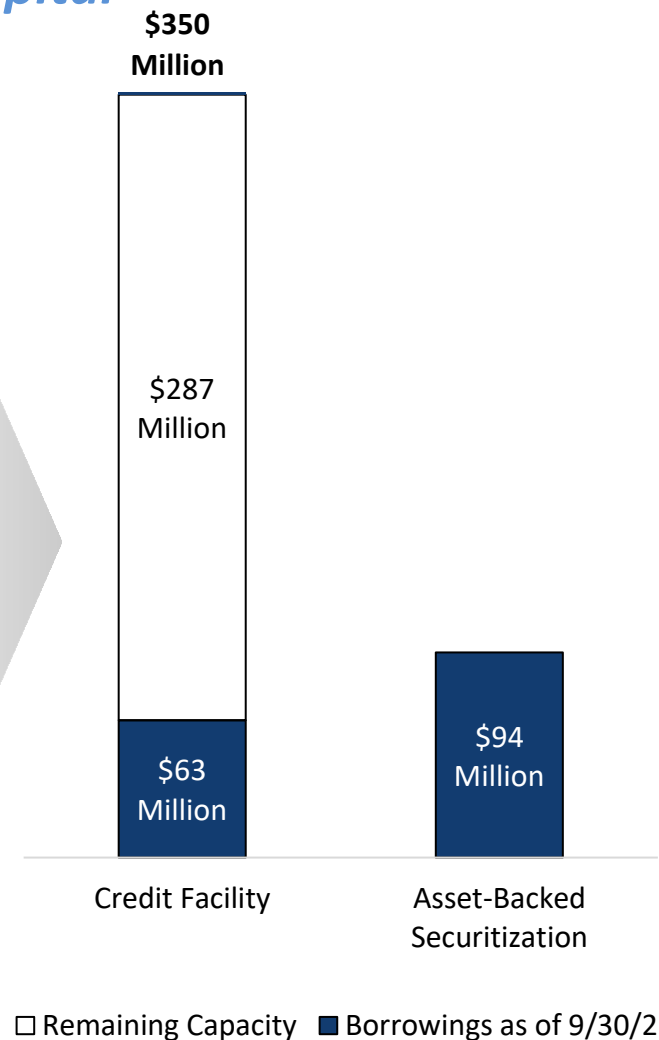 $350
Million
$287
Million
$63
Million
$94
Million
Credit Facility
Asset-Backed
Securitization
Remaining Capacity
Borrowings as of 9/30/2